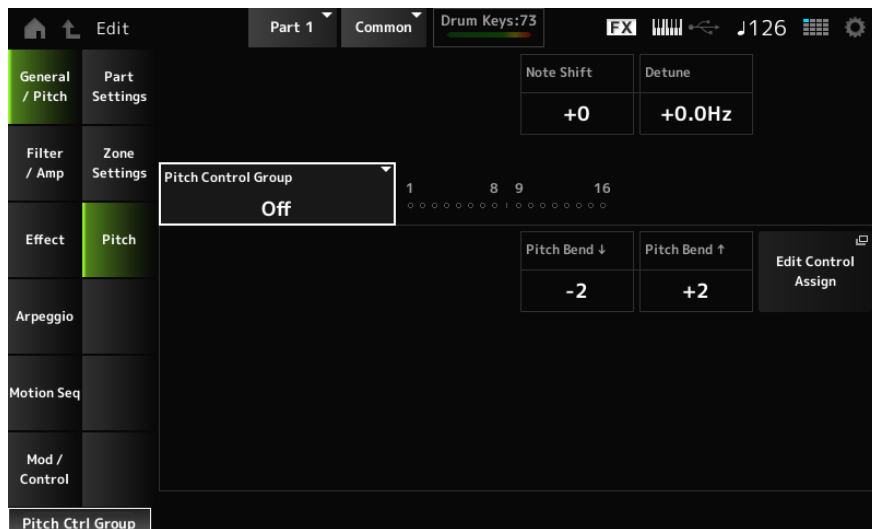 Edit
Part 1
Common
Drum Keys:73
FX
♩126
General
/ Pitch
Part
Settings
Note Shift
Detune
+0
+0.0Hz
Filter
/ Amp
Zone
Settings
Pitch Control Group
Off
1 8 9 16
Effect
Pitch
Pitch Bend ↓
Pitch Bend ↑
Edit Control
Assign
-2
+2
Arpeggio
Motion Seq
Mod /
Control
Pitch Ctrl Group